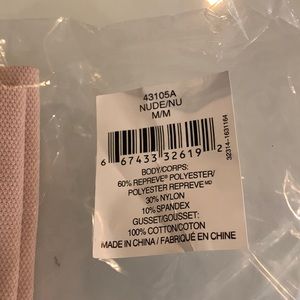 43105A
NUDE/NU
M/M
6 67433 32619 2
32314-1631164
BODY/CORPS:
60% REPREVE® POLYESTER/
POLYESTER REPREVE MD
30% NYLON
10% SPANDEX
GUSSET/GOUSSET:
100% COTTON/COTON
MADE IN CHINA / FABRIQUÉ EN CHINE